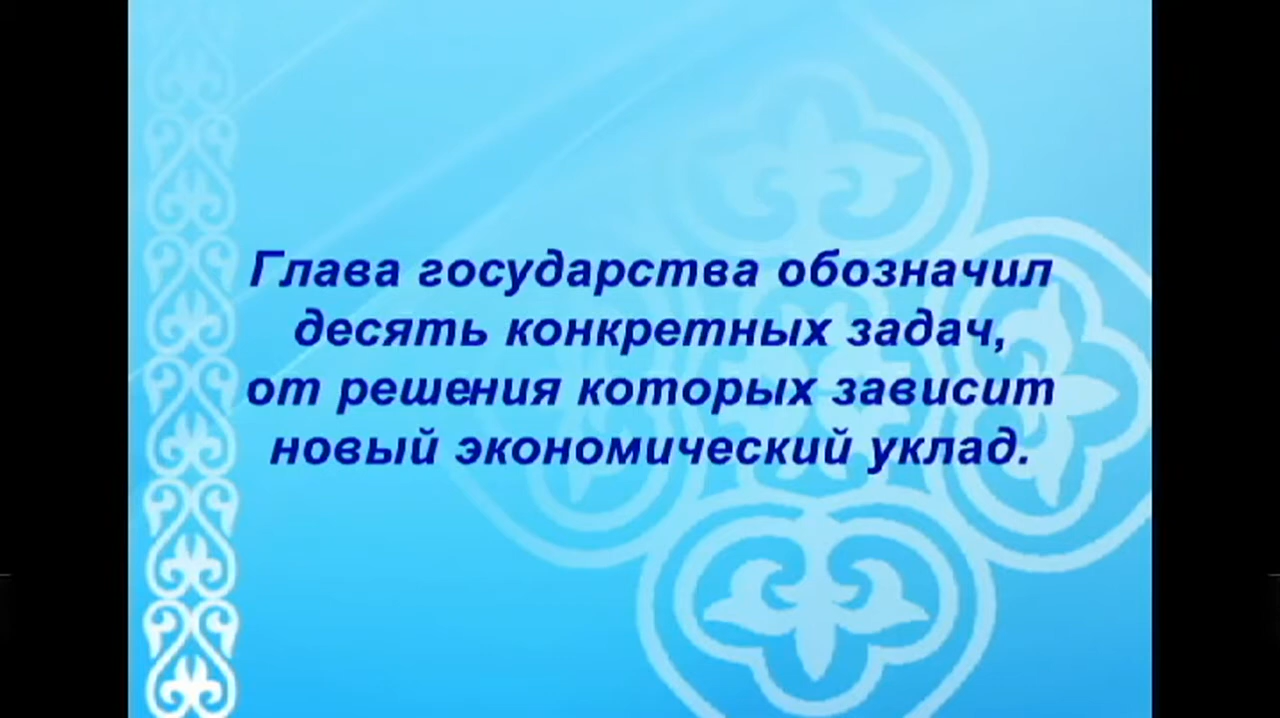 Глава государства обозначил
десять конкретных задач,
от решения которых зависит
новый экономический уклад.